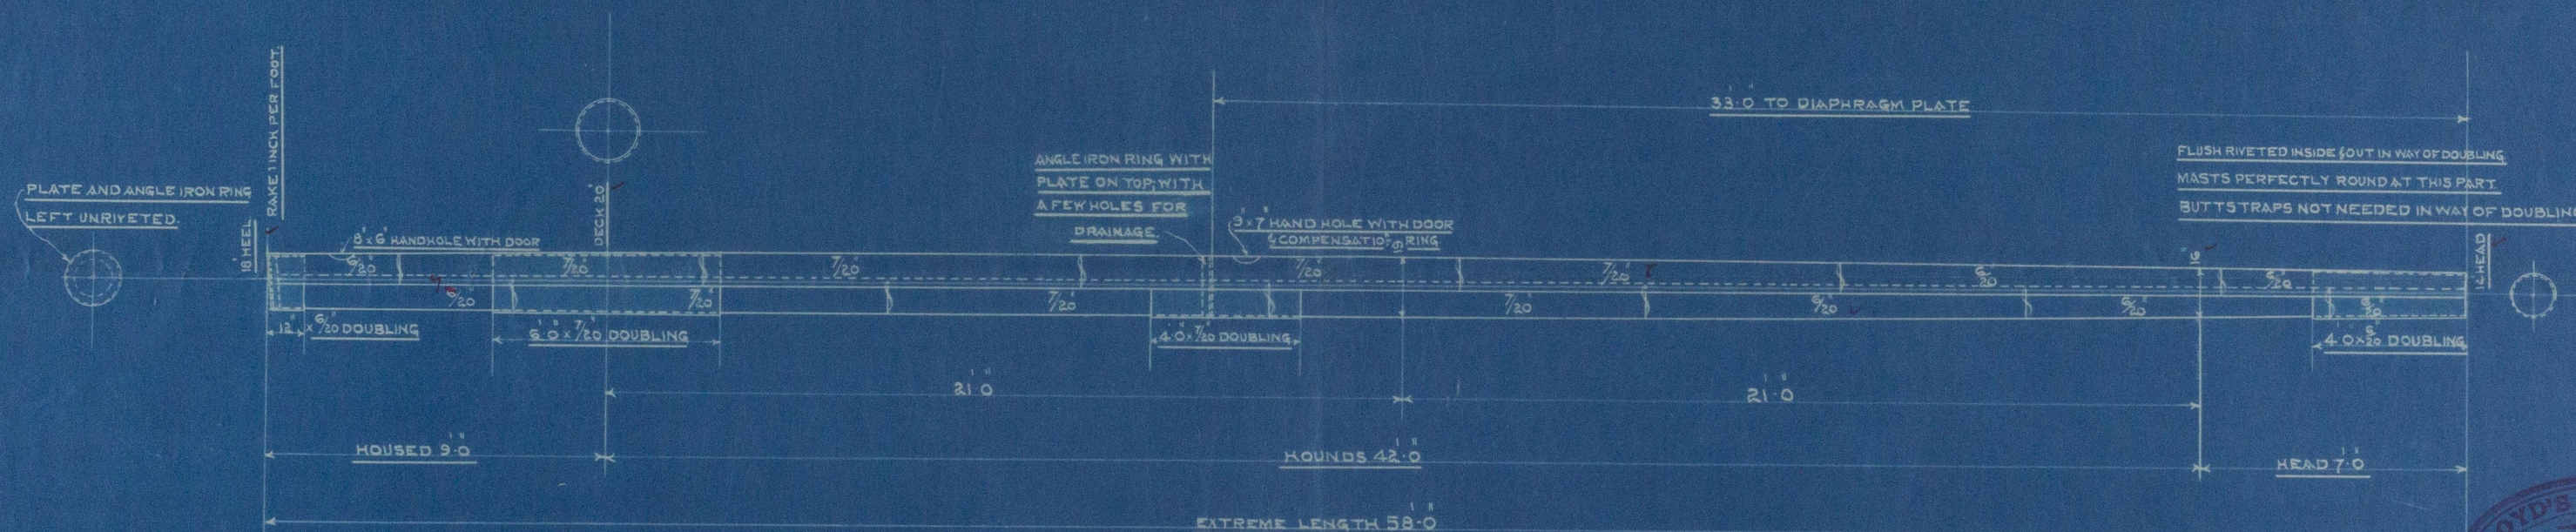 PLATE AND ANGLE IRON RING
LEFT UNRIVETED.
18" HEEL
RAKE 1 INCH PER FOOT.
DECK 20"
33'-0" TO DIAPHRAGM PLATE
ANGLE IRON RING WITH
PLATE ON TOP, WITH
A FEW HOLES FOR
DRAINAGE.
9" x 7" HAND HOLE WITH DOOR
& COMPENSATION RING
FLUSH RIVETED INSIDE & OUT IN WAY OF DOUBLING
MASTS PERFECTLY ROUND AT THIS PART.
BUTTSTRAPS NOT NEEDED IN WAY OF DOUBLING
12" HEAD
8" x 6" HANDHOLE WITH DOOR
19"
16"
6/20" 7/20" 7/20" 7/20" 7/20" 6/20" 6/20"
6/20" 7/20" 7/20" 7/20" 6/20" 6/20" 6/20"
12" x 6/20 DOUBLING
6'0" x 7/20" DOUBLING
4'0" x 7/20 DOUBLING
4'0" x 6/20 DOUBLING
21'-0"
21'-0"
HOUSED 9'-0"
HOUNDS 42'-0"
HEAD 7'-0"
EXTREME LENGTH 58'-0"